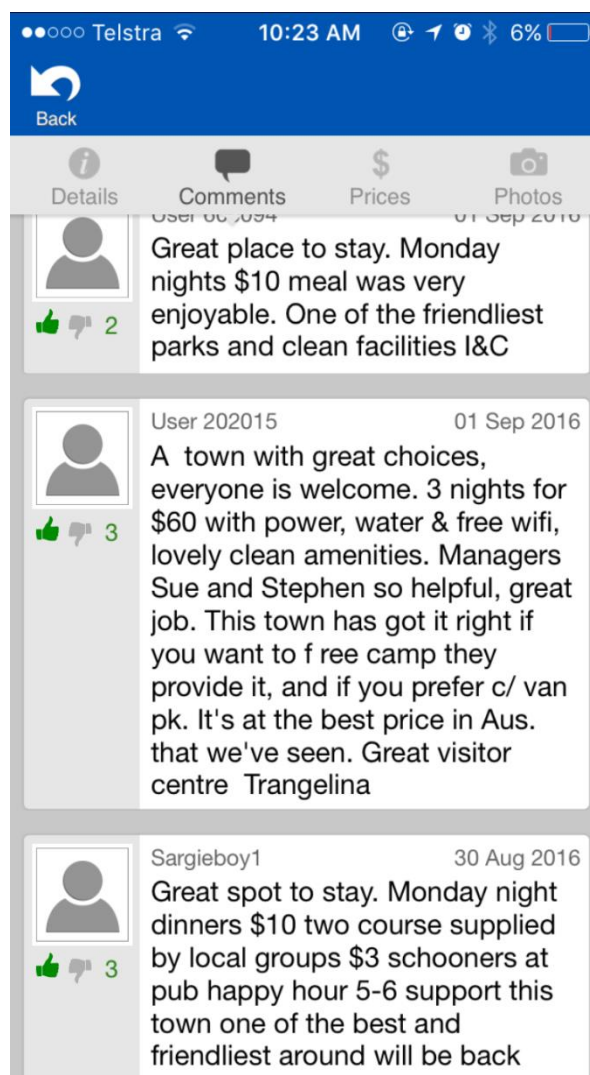 Telstra 10:23 AM 6%
Back
Details Comments Prices Photos
01 Sep 2016
Great place to stay. Monday
nights $10 meal was very
enjoyable. One of the friendliest
parks and clean facilities I&C
2
User 202015 01 Sep 2016
A town with great choices,
everyone is welcome. 3 nights for
$60 with power, water & free wifi,
lovely clean amenities. Managers
Sue and Stephen so helpful, great
job. This town has got it right if
you want to f ree camp they
provide it, and if you prefer c/ van
pk. It's at the best price in Aus.
that we've seen. Great visitor
centre Trangelina
3
Sargieboy1 30 Aug 2016
Great spot to stay. Monday night
dinners $10 two course supplied
by local groups $3 schooners at
pub happy hour 5-6 support this
town one of the best and
friendliest around will be back
3